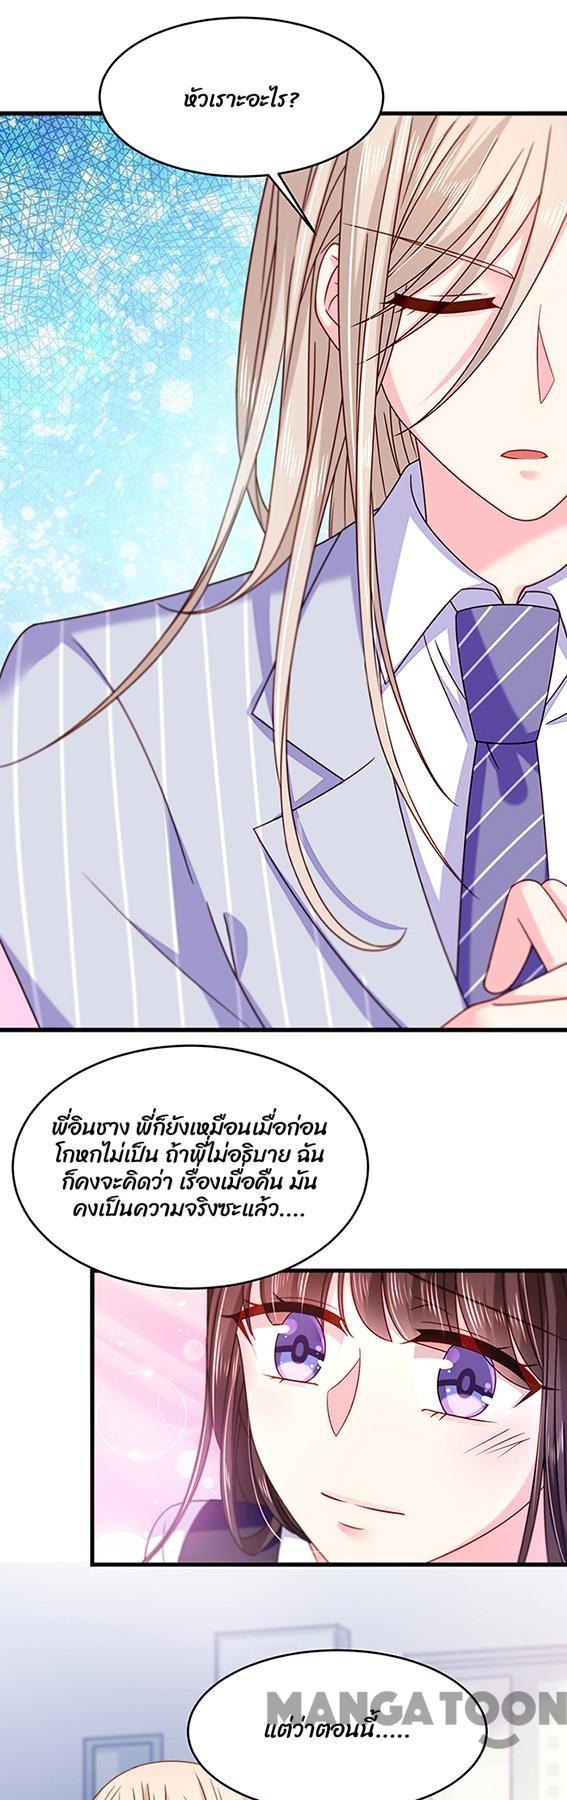 หัวเราะอะไร?
พี่อินชาง พี่ก็ยังเหมือนเมื่อก่อน
โกหกไม่เป็น ถ้าพี่ไม่อธิบาย ฉัน
ก็คงจะคิดว่า เรื่องเมื่อคืน มัน
คงเป็นความจริงซะแล้ว....
MANGA TOON
แต่ว่าตอนนี้.....